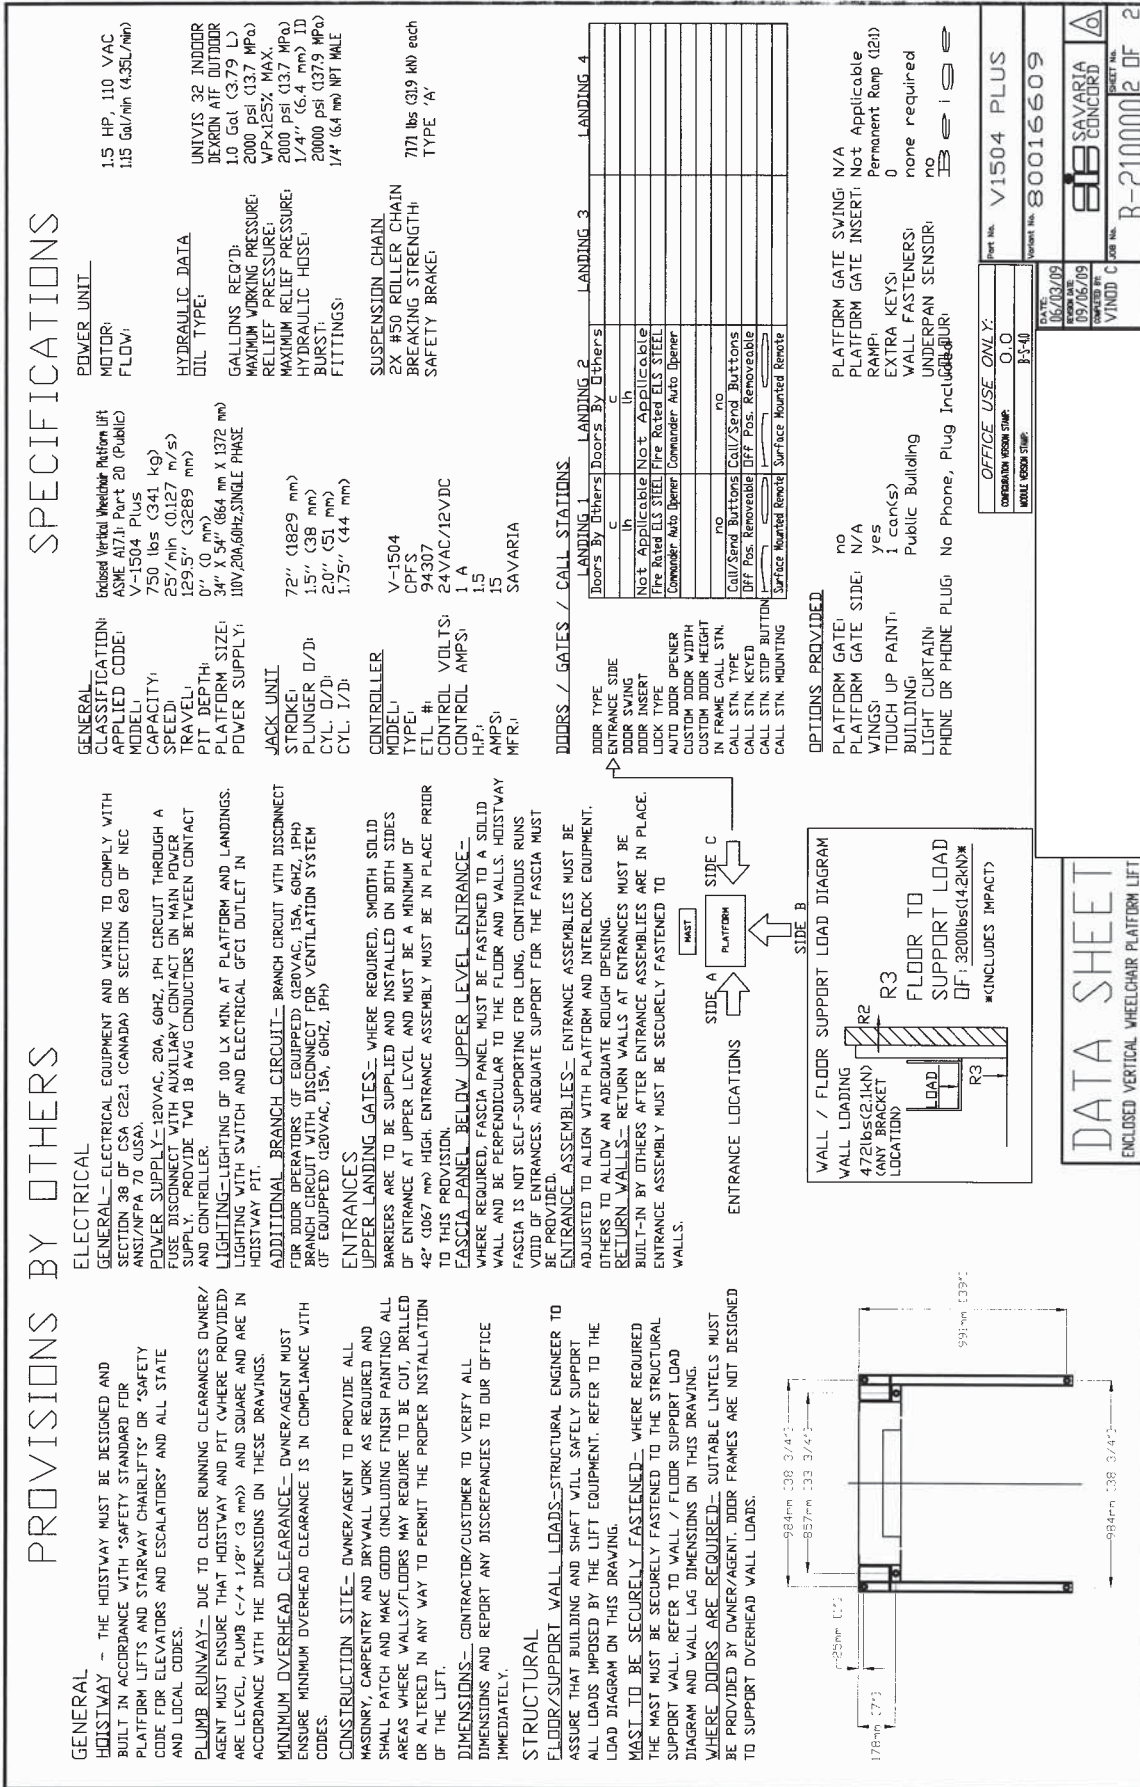 PROVISIONS BY OTHERS
GENERAL
HOISTWAY - THE HOISTWAY MUST BE DESIGNED AND
BUILT IN ACCORDANCE WITH "SAFETY STANDARD FOR
PLATFORM LIFTS AND STAIRWAY CHAIRLIFTS" OR "SAFETY
CODE FOR ELEVATORS AND ESCALATORS" AND ALL STATE
AND LOCAL CODES.
PLUMB RUNWAY- DUE TO CLOSE RUNNING CLEARANCES OWNER/
AGENT MUST ENSURE THAT HOISTWAY AND PIT (WHERE PROVIDED)
ARE LEVEL, PLUMB (-/+ 1/8" (3 mm)) AND SQUARE AND ARE IN
ACCORDANCE WITH THE DIMENSIONS ON THESE DRAWINGS.
MINIMUM OVERHEAD CLEARANCE- OWNER/AGENT MUST
ENSURE MINIMUM OVERHEAD CLEARANCE IS IN COMPLIANCE WITH
CODES.
CONSTRUCTION SITE- OWNER/AGENT TO PROVIDE ALL
MASONRY, CARPENTRY AND DRYWALL WORK AS REQUIRED AND
SHALL PATCH AND MAKE GOOD (INCLUDING FINISH PAINTING) ALL
AREAS WHERE WALLS/FLOORS MAY REQUIRE TO BE CUT, DRILLED
OR ALTERED IN ANY WAY TO PERMIT THE PROPER INSTALLATION
OF THE LIFT.
DIMENSIONS- CONTRACTOR/CUSTOMER TO VERIFY ALL
DIMENSIONS AND REPORT ANY DISCREPANCIES TO OUR OFFICE
IMMEDIATELY.
STRUCTURAL
FLOOR/SUPPORT WALL LOADS-STRUCTURAL ENGINEER TO
ASSURE THAT BUILDING AND SHAFT WILL SAFELY SUPPORT
ALL LOADS IMPOSED BY THE LIFT EQUIPMENT. REFER TO THE
LOAD DIAGRAM ON THIS DRAWING.
MAST TO BE SECURELY FASTENED- WHERE REQUIRED
THE MAST MUST BE SECURELY FASTENED TO THE STRUCTURAL
SUPPORT WALL. REFER TO WALL / FLOOR SUPPORT LOAD
DIAGRAM AND WALL LAG DIMENSIONS ON THIS DRAWING.
WHERE DOORS ARE REQUIRED- SUITABLE LINTELS MUST
BE PROVIDED BY OWNER/AGENT. DOOR FRAMES ARE NOT DESIGNED
TO SUPPORT OVERHEAD WALL LOADS.
984mm [38 3/4"]
857mm [33 3/4"]
178mm [7"]
991mm [39"]
984mm [38 3/4"]
ELECTRICAL
GENERAL- ELECTRICAL EQUIPMENT AND WIRING TO COMPLY WITH
SECTION 38 OF CSA C22.1 (CANADA) OR SECTION 620 OF NEC
ANSI/NFPA 70 (USA).
POWER SUPPLY-120VAC, 20A, 60HZ, 1PH CIRCUIT THROUGH A
FUSE DISCONNECT WITH AUXILIARY CONTACT ON MAIN POWER
SUPPLY. PROVIDE TWO 18 AWG CONDUCTORS BETWEEN CONTACT
AND CONTROLLER.
LIGHTING-LIGHTING OF 100 LX MIN. AT PLATFORM AND LANDINGS.
LIGHTING WITH SWITCH AND ELECTRICAL GFCI OUTLET IN
HOISTWAY PIT.
ADDITIONAL BRANCH CIRCUIT- BRANCH CIRCUIT WITH DISCONNECT
FOR DOOR OPERATORS (IF EQUIPPED) (120VAC, 15A, 60HZ, 1PH)
BRANCH CIRCUIT WITH DISCONNECT FOR VENTILATION SYSTEM
(IF EQUIPPED) (120VAC, 15A, 60HZ, 1PH)
ENTRANCES
UPPER LANDING GATES- WHERE REQUIRED, SMOOTH SOLID
BARRIERS ARE TO BE SUPPLIED AND INSTALLED ON BOTH SIDES
OF ENTRANCE AT UPPER LEVEL AND MUST BE A MINIMUM OF
42" (1067 mm) HIGH. ENTRANCE ASSEMBLY MUST BE IN PLACE PRIOR
TO THIS PROVISION.
FASCIA PANEL BELOW UPPER LEVEL ENTRANCE-
WHERE REQUIRED, FASCIA PANEL MUST BE FASTENED TO A SOLID
WALL AND BE PERPENDICULAR TO THE FLOOR AND WALLS. HOISTWAY
FASCIA IS NOT SELF-SUPPORTING FOR LONG, CONTINUOUS RUNS
VOID OF ENTRANCES. ADEQUATE SUPPORT FOR THE FASCIA MUST
BE PROVIDED.
ENTRANCE ASSEMBLIES- ENTRANCE ASSEMBLIES MUST BE
ADJUSTED TO ALIGN WITH PLATFORM AND INTERLOCK EQUIPMENT.
OTHERS TO ALLOW AN ADEQUATE ROUGH OPENING.
RETURN WALLS- RETURN WALLS AT ENTRANCES MUST BE
BUILT-IN BY OTHERS AFTER ENTRANCE ASSEMBLIES ARE IN PLACE.
ENTRANCE ASSEMBLY MUST BE SECURELY FASTENED TO
WALLS.
ENTRANCE LOCATIONS
SIDE A
MAST
PLATFORM
SIDE C
SIDE B
WALL / FLOOR SUPPORT LOAD DIAGRAM
WALL LOADING
472lbs(2.1kN)
(ANY BRACKET
LOCATION)
LOAD
R2
R3
R3
FLOOR TO
SUPPORT LOAD
OF: 3200lbs(14.2kN)*
*(INCLUDES IMPACT)
SPECIFICATIONS
GENERAL
CLASSIFICATION: Enclosed Vertical Wheelchair Platform Lift
APPLIED CODE: ASME A17.1: Part 20 (Public)
MODEL: V-1504 Plus
CAPACITY: 750 lbs (341 kg)
SPEED: 25'/min (0.127 m/s)
TRAVEL: 129.5" (3289 mm)
PIT DEPTH: 0" (0 mm)
PLATFORM SIZE: 34" X 54" (864 mm X 1372 mm)
POWER SUPPLY: 110V,20A,60Hz,SINGLE PHASE
JACK UNIT
STROKE: 72" (1829 mm)
PLUNGER O/D: 1.5" (38 mm)
CYL. O/D: 2.0" (51 mm)
CYL. I/D: 1.75" (44 mm)
CONTROLLER
MODEL: V-1504
TYPE: CPFS
ETL #: 94307
CONTROL VOLTS: 24VAC/12VDC
CONTROL AMPS: 1 A
H.P.: 1.5
AMPS: 15
MFR.: SAVARIA
POWER UNIT
MOTOR: 1.5 HP, 110 VAC
FLOW: 1.15 Gal/min (4.35L/min)
HYDRAULIC DATA
OIL TYPE: UNIVIS 32 INDOOR
DEXRON ATF OUTDOOR
GALLONS REQ'D: 1.0 Gal (3.79 L)
MAXIMUM WORKING PRESSURE: 2000 psi (13.7 MPa)
RELIEF PRESSURE: WPx125% MAX.
MAXIMUM RELIEF PRESSURE: 2000 psi (13.7 MPa)
HYDRAULIC HOSE: 1/4" (6.4 mm) ID
BURST: 20000 psi (137.9 MPa)
FITTINGS: 1/4" (6.4 mm) NPT MALE
SUSPENSION CHAIN
2X #50 ROLLER CHAIN
BREAKING STRENGTH: 7171 lbs (31.9 kN) each
SAFETY BRAKE: TYPE 'A'
DOORS / GATES / CALL STATIONS
LANDING 1 LANDING 2 LANDING 3 LANDING 4
DOOR TYPE Doors By Others Doors By Others
ENTRANCE SIDE c c
DOOR SWING lh lh
DOOR INSERT Not Applicable Not Applicable
LOCK TYPE Fire Rated ELS STEEL Fire Rated ELS STEEL
AUTO DOOR OPENER Commander Auto Opener Commander Auto Opener
CUSTOM DOOR WIDTH
CUSTOM DOOR HEIGHT
IN FRAME CALL STN. no no
CALL STN. TYPE Call/Send Buttons Call/Send Buttons
CALL STN. KEYED Off Pos. Removeable Off Pos. Removeable
CALL STN. STOP BUTTON
CALL STN. MOUNTING Surface Mounted Remote Surface Mounted Remote
OPTIONS PROVIDED
PLATFORM GATE: no
PLATFORM GATE SIDE: N/A
WINGS: yes
TOUCH UP PAINT: 1 can(s)
BUILDING: Public Building
LIGHT CURTAIN:
PHONE OR PHONE PLUG: No Phone, Plug Included
PLATFORM GATE SWING: N/A
PLATFORM GATE INSERT: Not Applicable
RAMP: Permanent Ramp (12:1)
EXTRA KEYS: 0
WALL FASTENERS: none required
UNDERPAN SENSOR: no
COLOUR: Beige
OFFICE USE ONLY:
CONFIGURATION VERSION STAMP: 0.0
MODULE VERSION STAMP: B-S-4.0
DATA SHEET
ENCLOSED VERTICAL WHEELCHAIR PLATFORM LIFT
DATE: 06/03/09
REVISION DATE: 09/06/09
COMPLETED BY: VINOD C
Part No. V1504 PLUS
Variant No. 80016609
SAVARIA
CONCORD
JOB No. R-210000
SHEET No. 2 OF 2